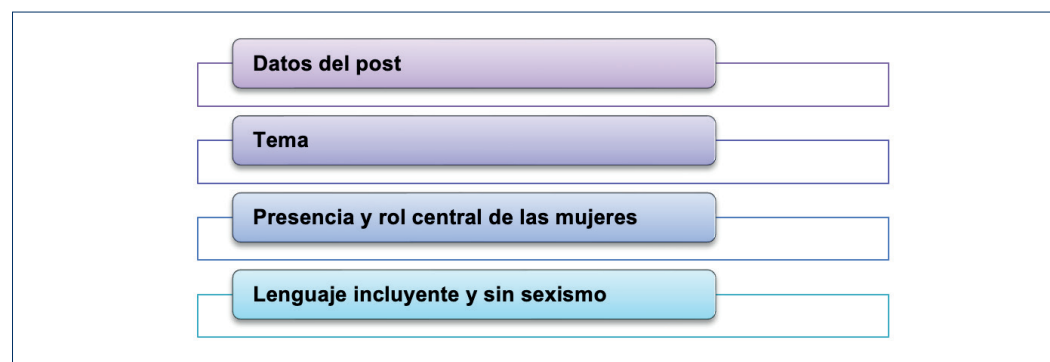 Datos del post
Tema
Presencia y rol central de las mujeres
Lenguaje incluyente y sin sexismo